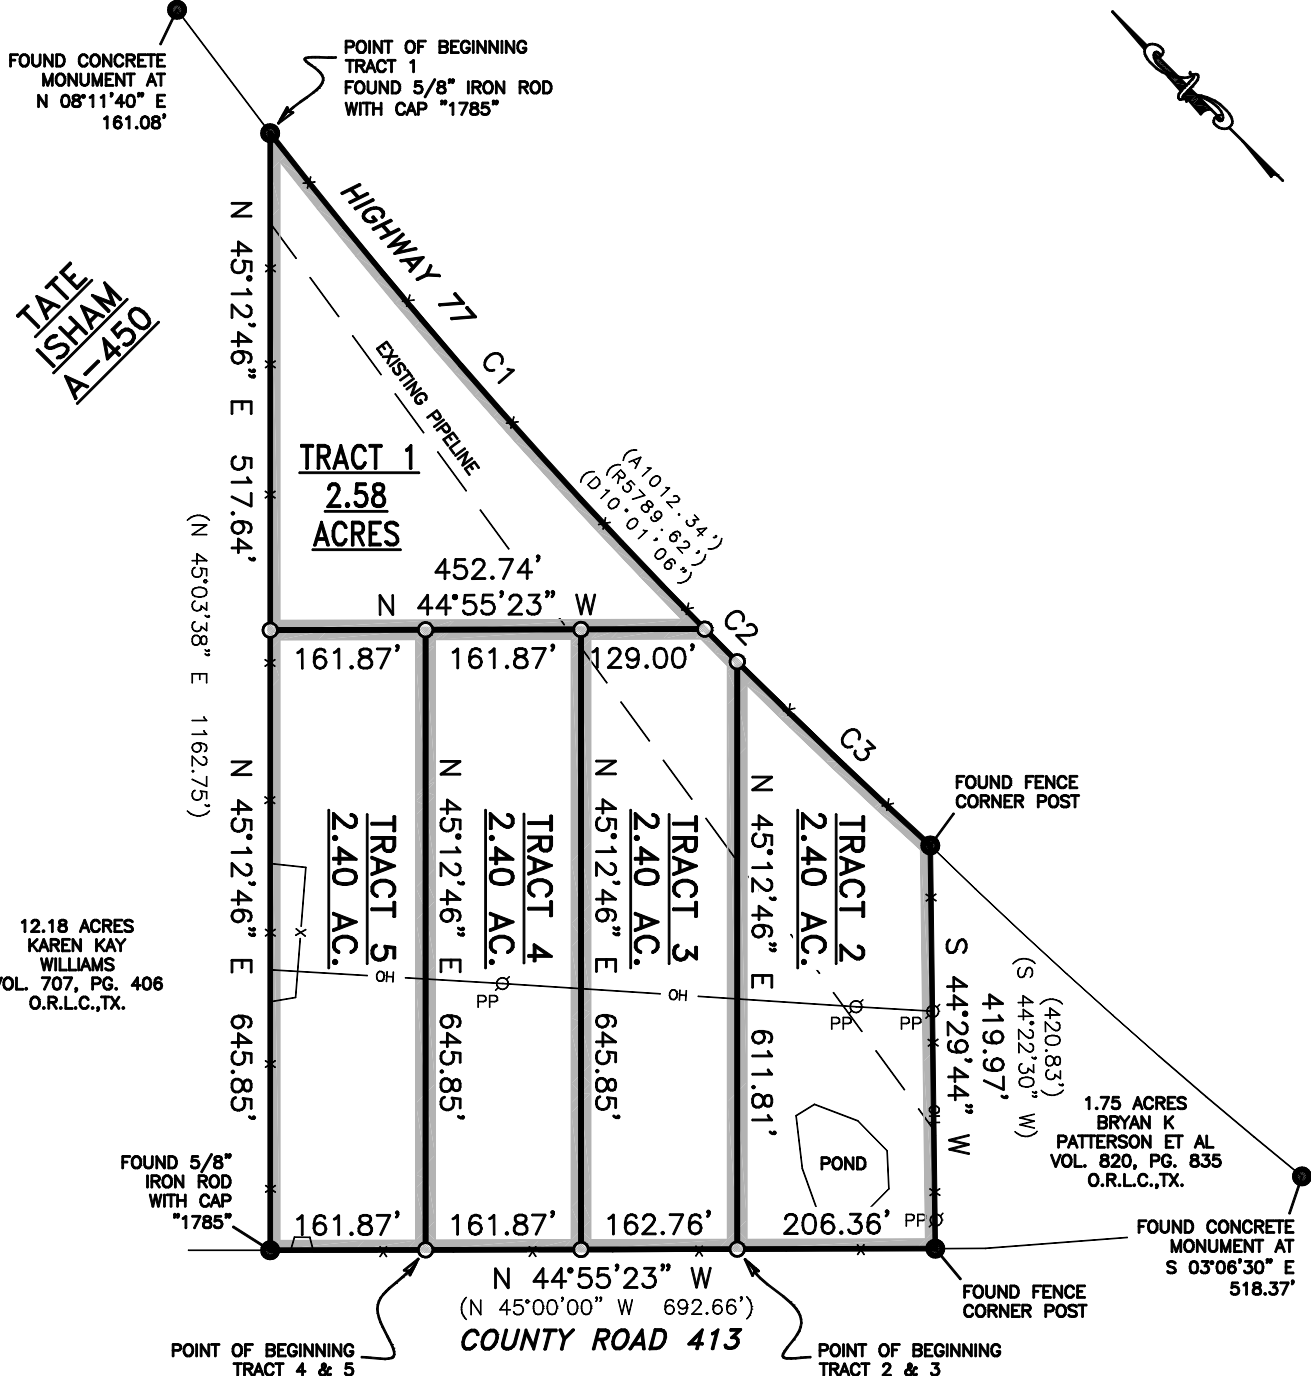 FOUND CONCRETE
MONUMENT AT
N 08°11'40" E
161.08'
POINT OF BEGINNING
TRACT 1
FOUND 5/8" IRON ROD
WITH CAP "1785"
HIGHWAY 77
C1
TATE
ISHAM
A-450
N 45°12'46" E 517.64'
(N 45°03'38" E 1162.75')
EXISTING PIPELINE
TRACT 1
2.58
ACRES
(A1012.34')
(R5789.62')
(D10°01'06")
452.74'
N 44°55'23" W
C2
161.87'
161.87'
129.00'
C3
FOUND FENCE
CORNER POST
N 45°12'46" E 645.85'
TRACT 5
2.40 AC.
N 45°12'46" E 645.85'
TRACT 4
2.40 AC.
N 45°12'46" E 645.85'
TRACT 3
2.40 AC.
N 45°12'46" E 611.81'
TRACT 2
2.40 AC.
S 44°29'44" W
419.97'
(S 44°22'30" W)
(420.83')
12.18 ACRES
KAREN KAY
WILLIAMS
VOL. 707, PG. 406
O.R.L.C.,TX.
OH
PP
OH
PP
PP
OH
1.75 ACRES
BRYAN K
PATTERSON ET AL
VOL. 820, PG. 835
O.R.L.C.,TX.
POND
FOUND 5/8"
IRON ROD
WITH CAP
"1785"
161.87'
161.87'
162.76'
206.36'
PP
FOUND CONCRETE
MONUMENT AT
S 03°06'30" E
518.37'
N 44°55'23" W
(N 45°00'00" W 692.66')
COUNTY ROAD 413
FOUND FENCE
CORNER POST
POINT OF BEGINNING
TRACT 4 & 5
POINT OF BEGINNING
TRACT 2 & 3